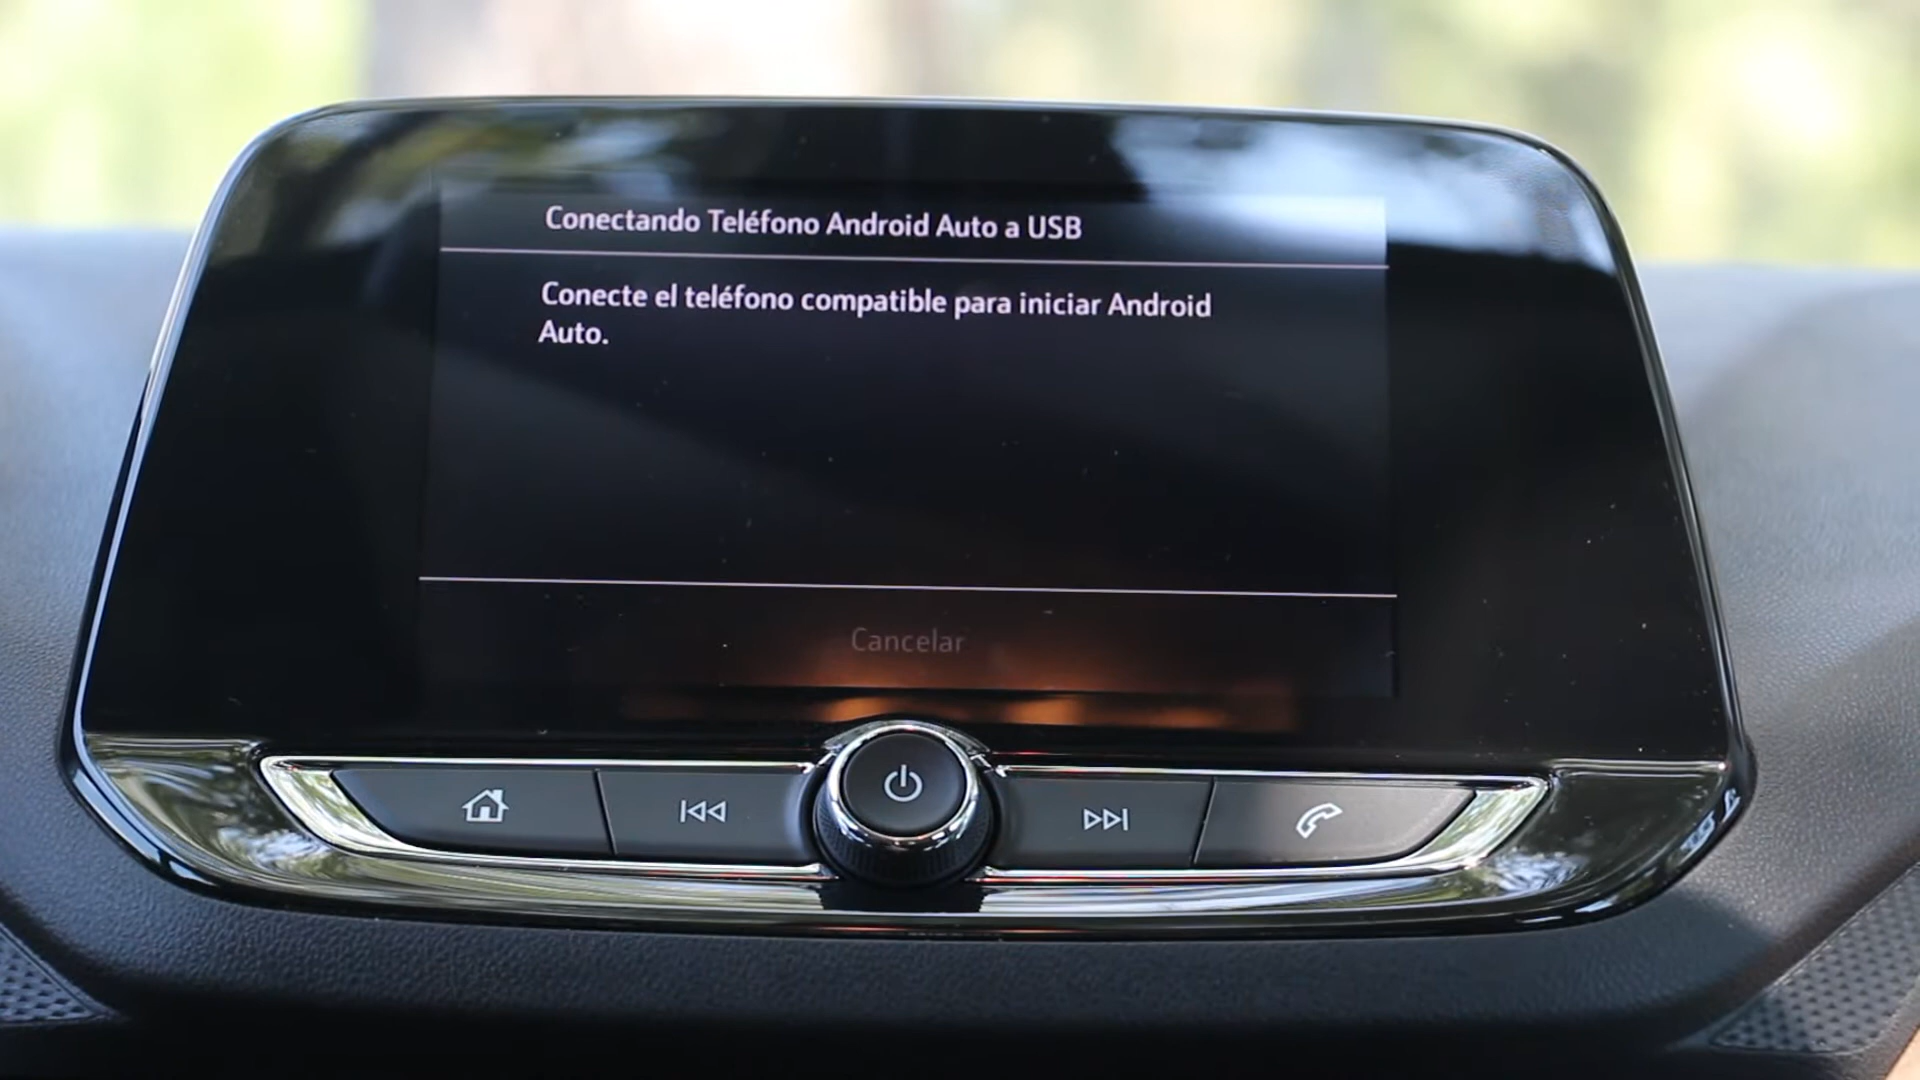 Conectando Teléfono Android Auto a USB
Conecte el teléfono compatible para iniciar Android
Auto.
Cancelar